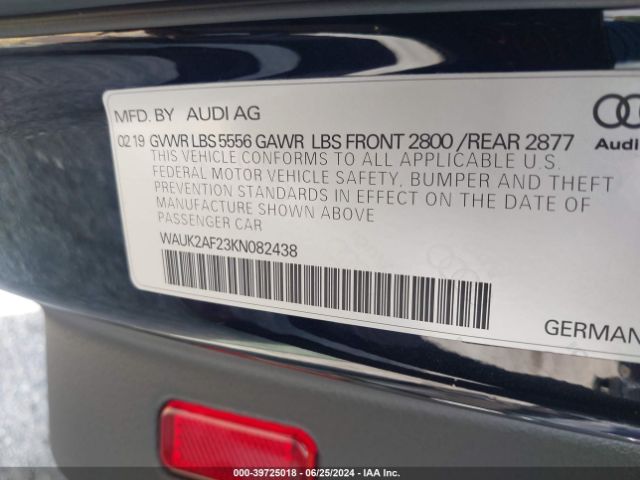 MFD. BY AUDI AG
02 19 GVWR LBS 5556 GAWR LBS FRONT 2800 / REAR 2877
THIS VEHICLE CONFORMS TO ALL APPLICABLE U.S.
FEDERAL MOTOR VEHICLE SAFETY, BUMPER AND THEFT
PREVENTION STANDARDS IN EFFECT ON THE DATE OF
MANUFACTURE SHOWN ABOVE
PASSENGER CAR
WAUK2AF23KN082438
Audi
GERMAN
000-39725018 - 06/25/2024 - IAA Inc.